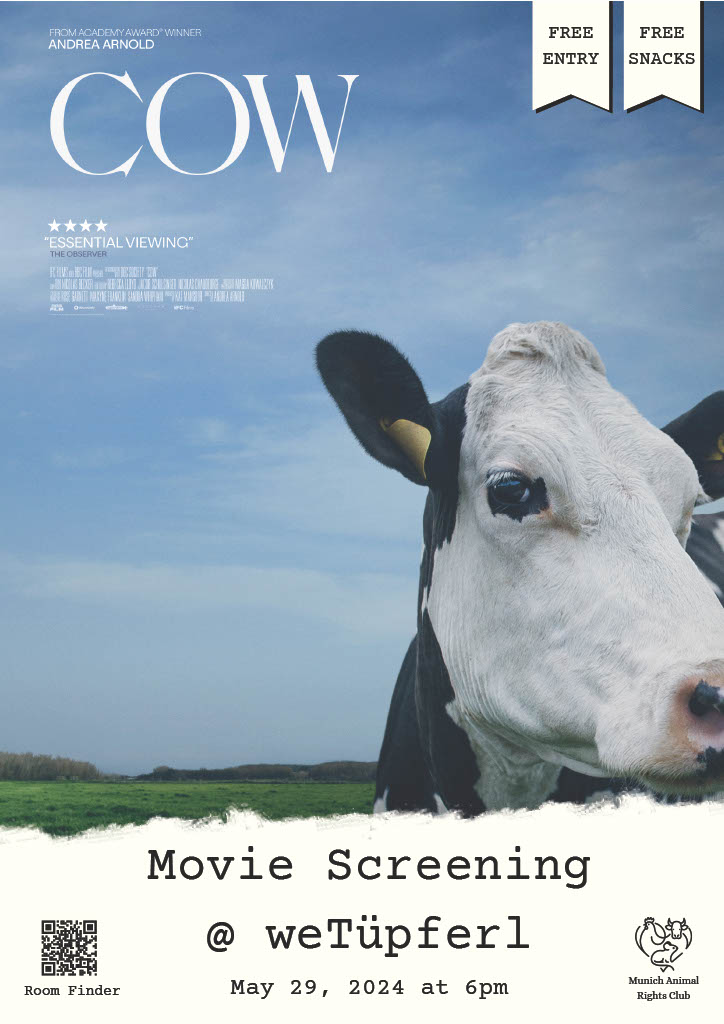 FROM ACADEMY AWARD® WINNER
ANDREA ARNOLD
COW
FREE
ENTRY
FREE
SNACKS
★★★★
“ESSENTIAL VIEWING”
THE OBSERVER
Movie Screening
@ weTüpferl
May 29, 2024 at 6pm
Room Finder
Munich Animal
Rights Club